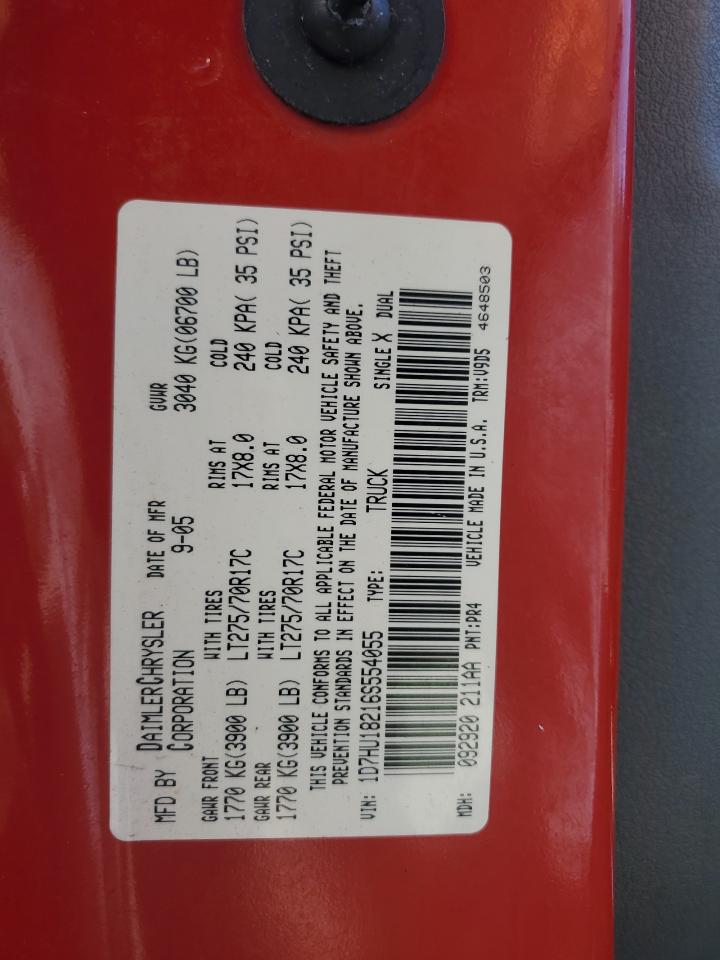 MFD BY DAIMLERCHRYSLER CORPORATION
DATE OF MFR 9-05
GVWR 3040 KG(06700 LB)
GAWR FRONT WITH TIRES RIMS AT COLD
1770 KG(3900 LB) LT275/70R17C 17X8.0 240 KPA( 35 PSI)
GAWR REAR WITH TIRES RIMS AT COLD
1770 KG(3900 LB) LT275/70R17C 17X8.0 240 KPA( 35 PSI)
THIS VEHICLE CONFORMS TO ALL APPLICABLE FEDERAL MOTOR VEHICLE SAFETY AND THEFT
PREVENTION STANDARDS IN EFFECT ON THE DATE OF MANUFACTURE SHOWN ABOVE.
VIN: 1D7HU18216S554055 TYPE: TRUCK SINGLE X DUAL
MDH: 092920 211AA PNT:PR4 VEHICLE MADE IN U.S.A. TRM:V9D5 4648503